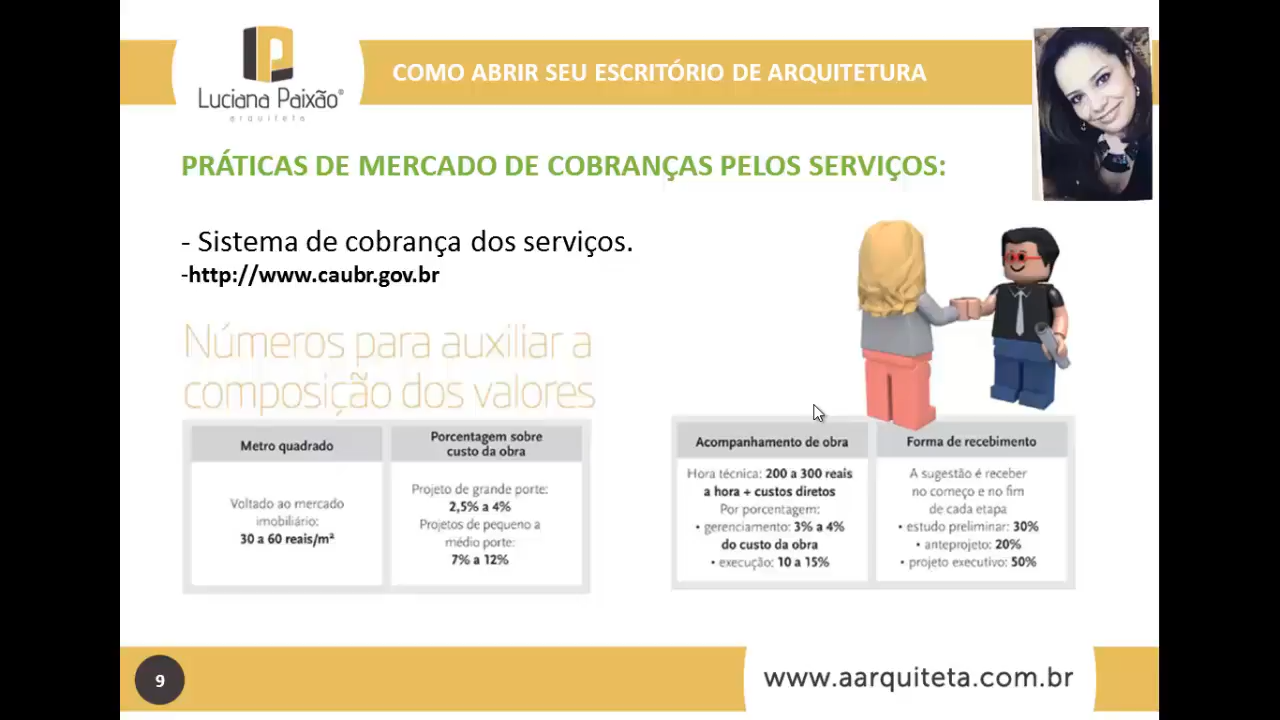 Luciana Paixão®
arquiteta
COMO ABRIR SEU ESCRITÓRIO DE ARQUITETURA
PRÁTICAS DE MERCADO DE COBRANÇAS PELOS SERVIÇOS:
- Sistema de cobrança dos serviços.
-http://www.caubr.gov.br
Números para auxiliar a
composição dos valores
Metro quadrado
Voltado ao mercado
imobiliário:
30 a 60 reais/m²
Porcentagem sobre
custo da obra
Projeto de grande porte:
2,5% a 4%
Projetos de pequeno a
médio porte:
7% a 12%
Acompanhamento de obra
Hora técnica: 200 a 300 reais
a hora + custos diretos
Por porcentagem:
• gerenciamento: 3% a 4%
do custo da obra
• execução: 10 a 15%
Forma de recebimento
A sugestão é receber
no começo e no fim
de cada etapa
• estudo preliminar: 30%
• anteprojeto: 20%
• projeto executivo: 50%
9
www.aarquiteta.com.br